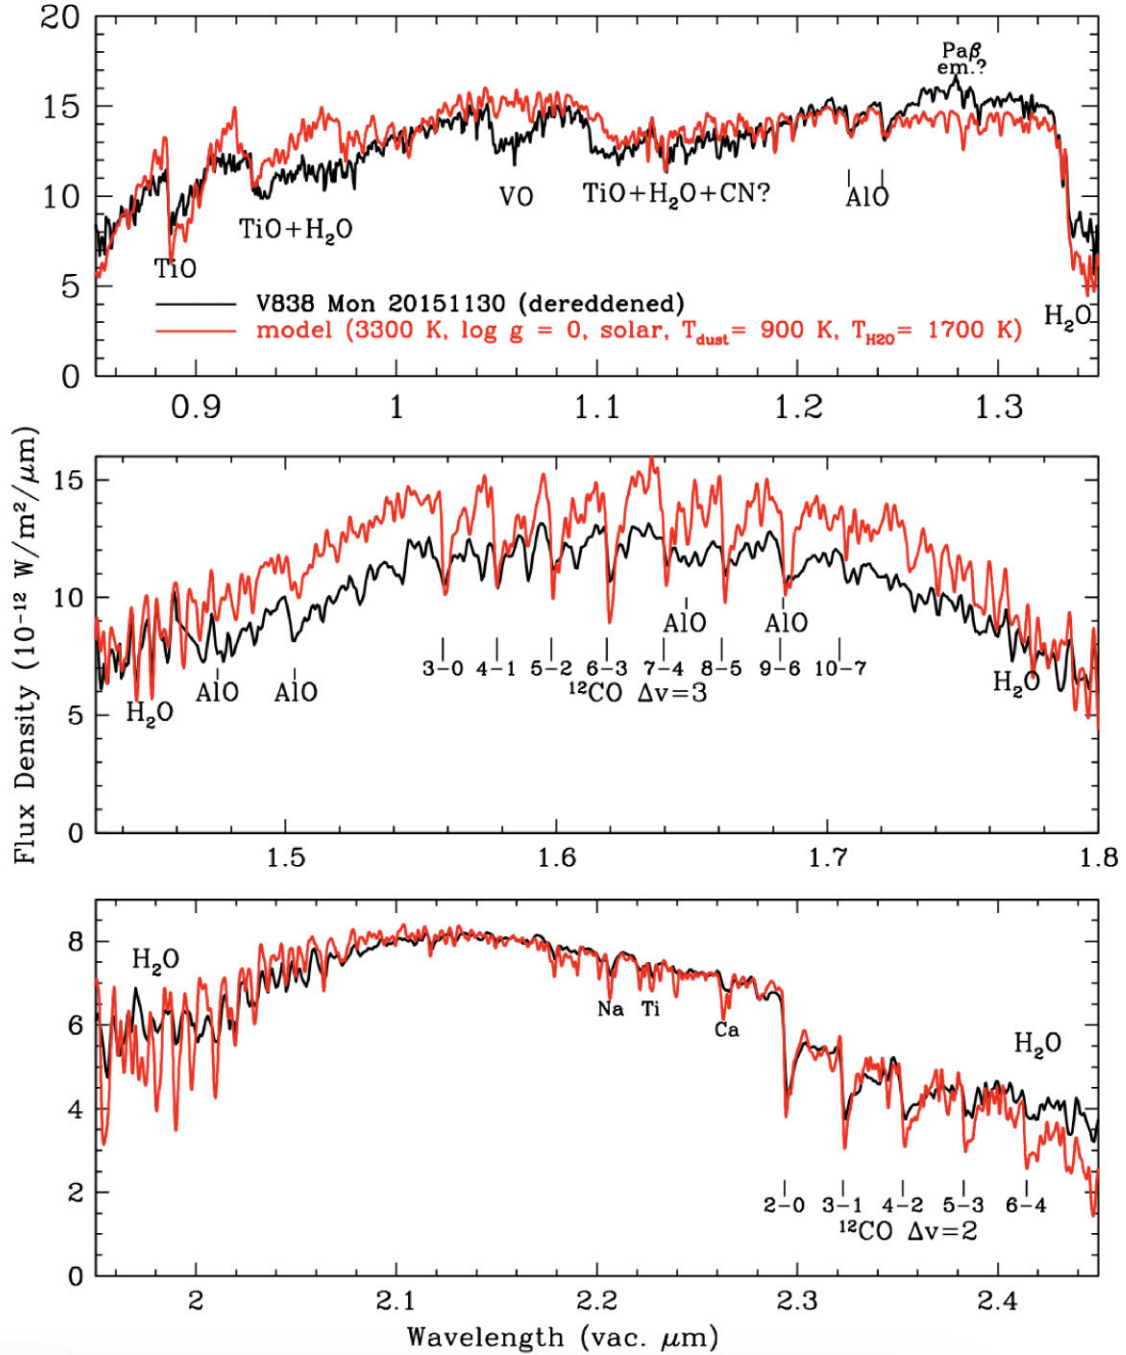 20
15
10
5
0
Paβ
em.?
TiO
TiO+H₂O
VO
TiO+H₂O+CN?
AlO
H₂O
V838 Mon 20151130 (dereddened)
model (3300 K, log g = 0, solar, T_dust= 900 K, T_H2O= 1700 K)
0.9 1 1.1 1.2 1.3
Flux Density (10⁻¹² W/m²/μm)
15
10
5
0
H₂O
AlO
AlO
AlO
AlO
3-0 4-1 5-2 6-3 7-4 8-5 9-6 10-7
¹²CO Δv=3
H₂O
1.5 1.6 1.7 1.8
8
6
4
2
0
H₂O
Na
Ti
Ca
H₂O
2-0 3-1 4-2 5-3 6-4
¹²CO Δv=2
2 2.1 2.2 2.3 2.4
Wavelength (vac. μm)